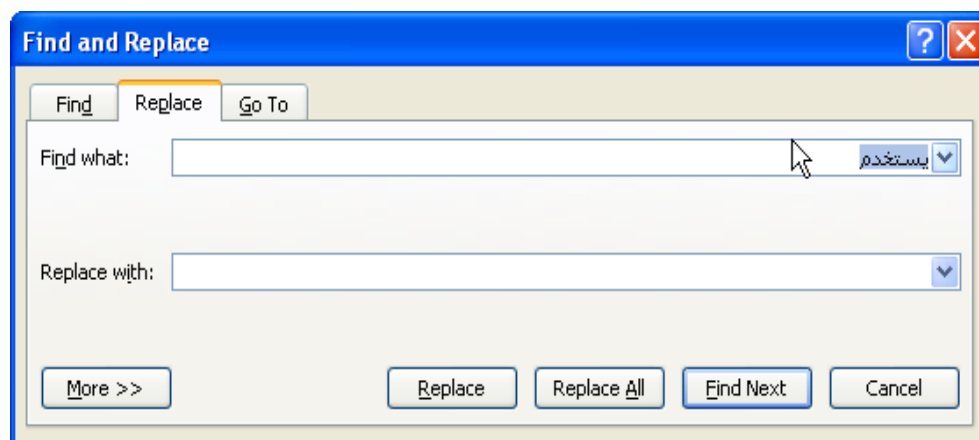 Find and Replace
Find Replace Go To
Find what: يستخدم
Replace with:
More >> Replace Replace All Find Next Cancel